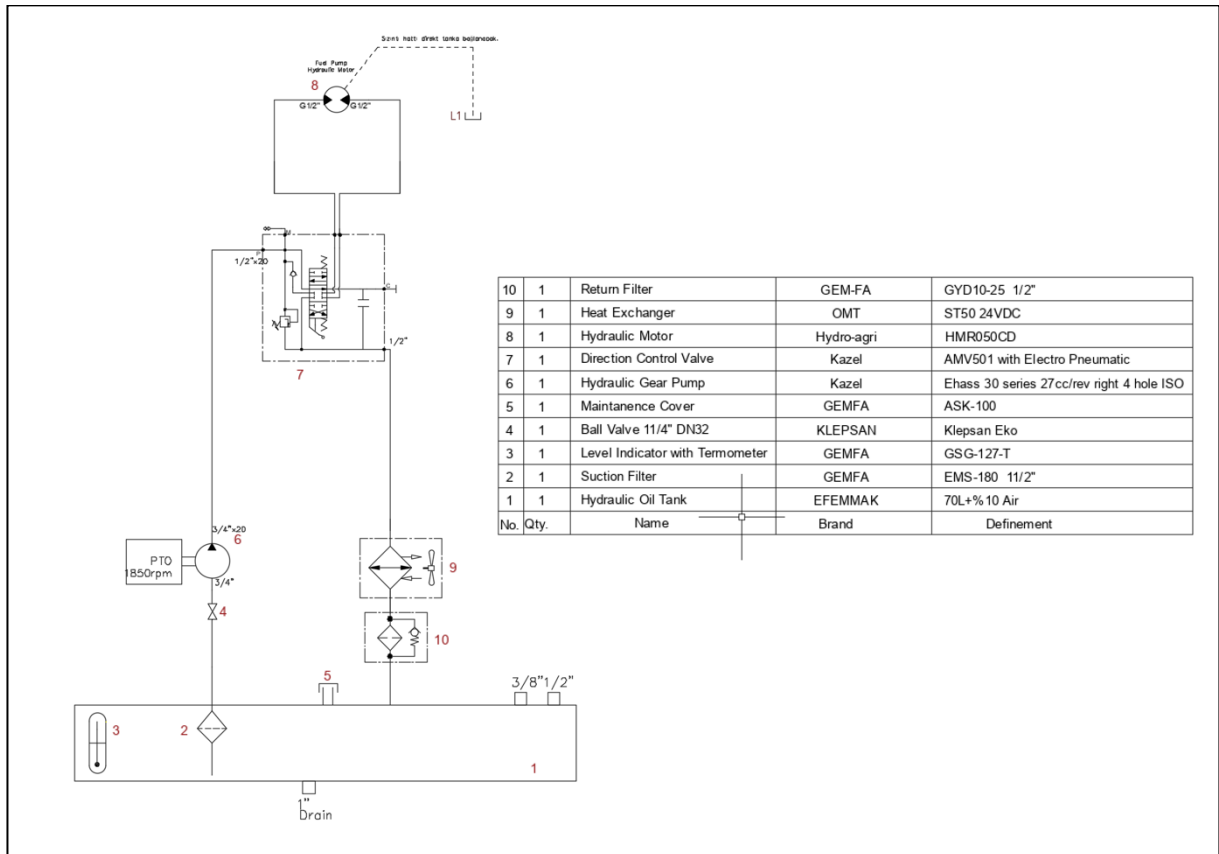 Sızıntı hattı direkt tanka bağlanacak.
Fuel Pump
Hydraulic Motor
8
G1/2" G1/2"
L1
M
P
1/2"x20
C
1/2"
7
10 1 Return Filter GEM-FA GYD10-25 1/2"
9 1 Heat Exchanger OMT ST50 24VDC
8 1 Hydraulic Motor Hydro-agri HMR050CD
7 1 Direction Control Valve Kazel AMV501 with Electro Pneumatic
6 1 Hydraulic Gear Pump Kazel Ehass 30 series 27cc/rev right 4 hole ISO
5 1 Maintanence Cover GEMFA ASK-100
4 1 Ball Valve 11/4" DN32 KLEPSAN Klepsan Eko
3 1 Level Indicator with Termometer GEMFA GSG-127-T
2 1 Suction Filter GEMFA EMS-180 11/2"
1 1 Hydraulic Oil Tank EFEMMAK 70L+%10 Air
No. Qty. Name Brand Definement
3/4"x20
6
PTO
1850rpm
3/4"
9
4
10
5
3/8" 1/2"
3
2
1
1"
Drain